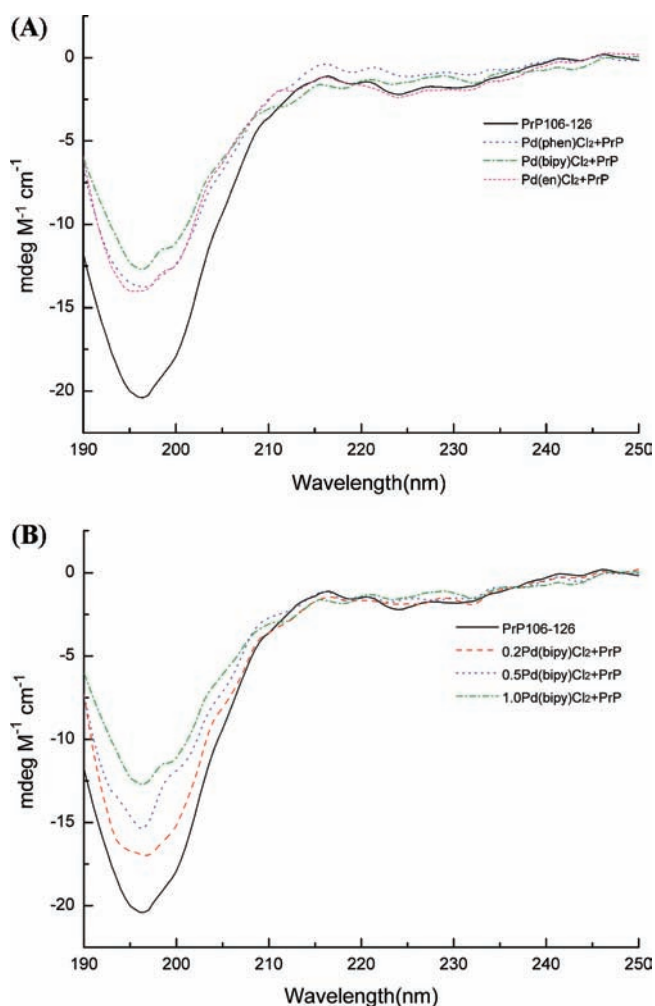 (A)
0
-5
-10
-15
-20
mdeg M⁻¹ cm⁻¹
PrP106-126
Pd(phen)Cl₂+PrP
Pd(bipy)Cl₂+PrP
Pd(en)Cl₂+PrP
190 200 210 220 230 240 250
Wavelength(nm)
(B)
0
-5
-10
-15
-20
mdeg M⁻¹ cm⁻¹
PrP106-126
0.2Pd(bipy)Cl₂+PrP
0.5Pd(bipy)Cl₂+PrP
1.0Pd(bipy)Cl₂+PrP
190 200 210 220 230 240 250
Wavelength(nm)